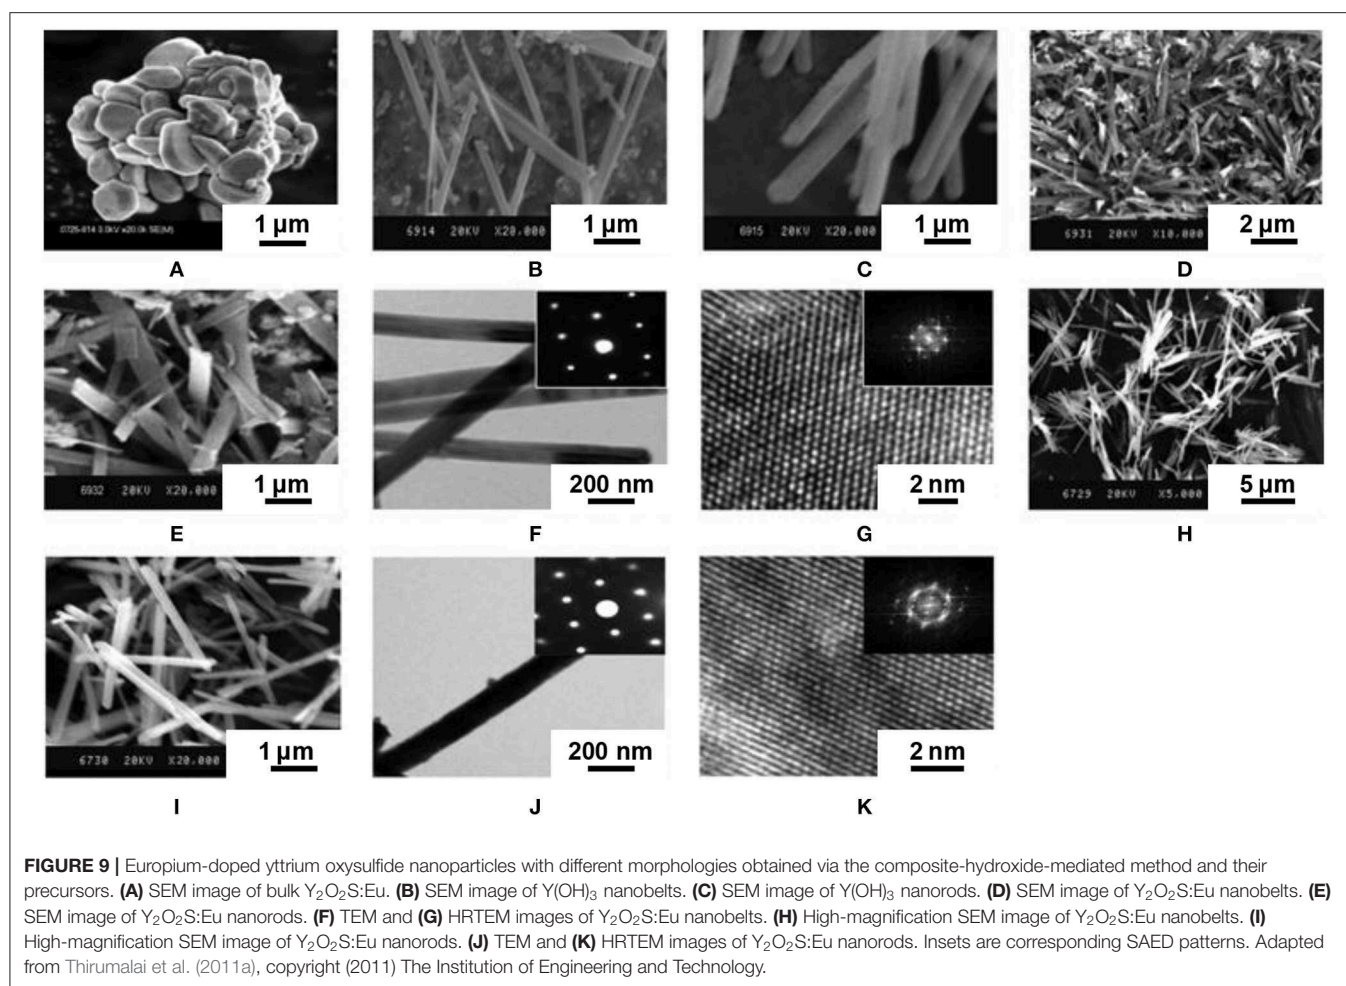 .0725-814 3.0kV x20.0k SE(M)
1 µm
6914 20KV X20,000
1 µm
6915 20KV X20,000
1 µm
6931 20KV X10,000
2 µm
A
B
C
D
6932 20KV X20,000
1 µm
200 nm
2 nm
6729 20KV X5,000
5 µm
E
F
G
H
6730 20KV X20,000
1 µm
200 nm
2 nm
I
J
K
FIGURE 9 | Europium-doped yttrium oxysulfide nanoparticles with different morphologies obtained via the composite-hydroxide-mediated method and their
precursors. (A) SEM image of bulk Y₂O₂S:Eu. (B) SEM image of Y(OH)₃ nanobelts. (C) SEM image of Y(OH)₃ nanorods. (D) SEM image of Y₂O₂S:Eu nanobelts. (E)
SEM image of Y₂O₂S:Eu nanorods. (F) TEM and (G) HRTEM images of Y₂O₂S:Eu nanobelts. (H) High-magnification SEM image of Y₂O₂S:Eu nanobelts. (I)
High-magnification SEM image of Y₂O₂S:Eu nanorods. (J) TEM and (K) HRTEM images of Y₂O₂S:Eu nanorods. Insets are corresponding SAED patterns. Adapted
from Thirumalai et al. (2011a), copyright (2011) The Institution of Engineering and Technology.